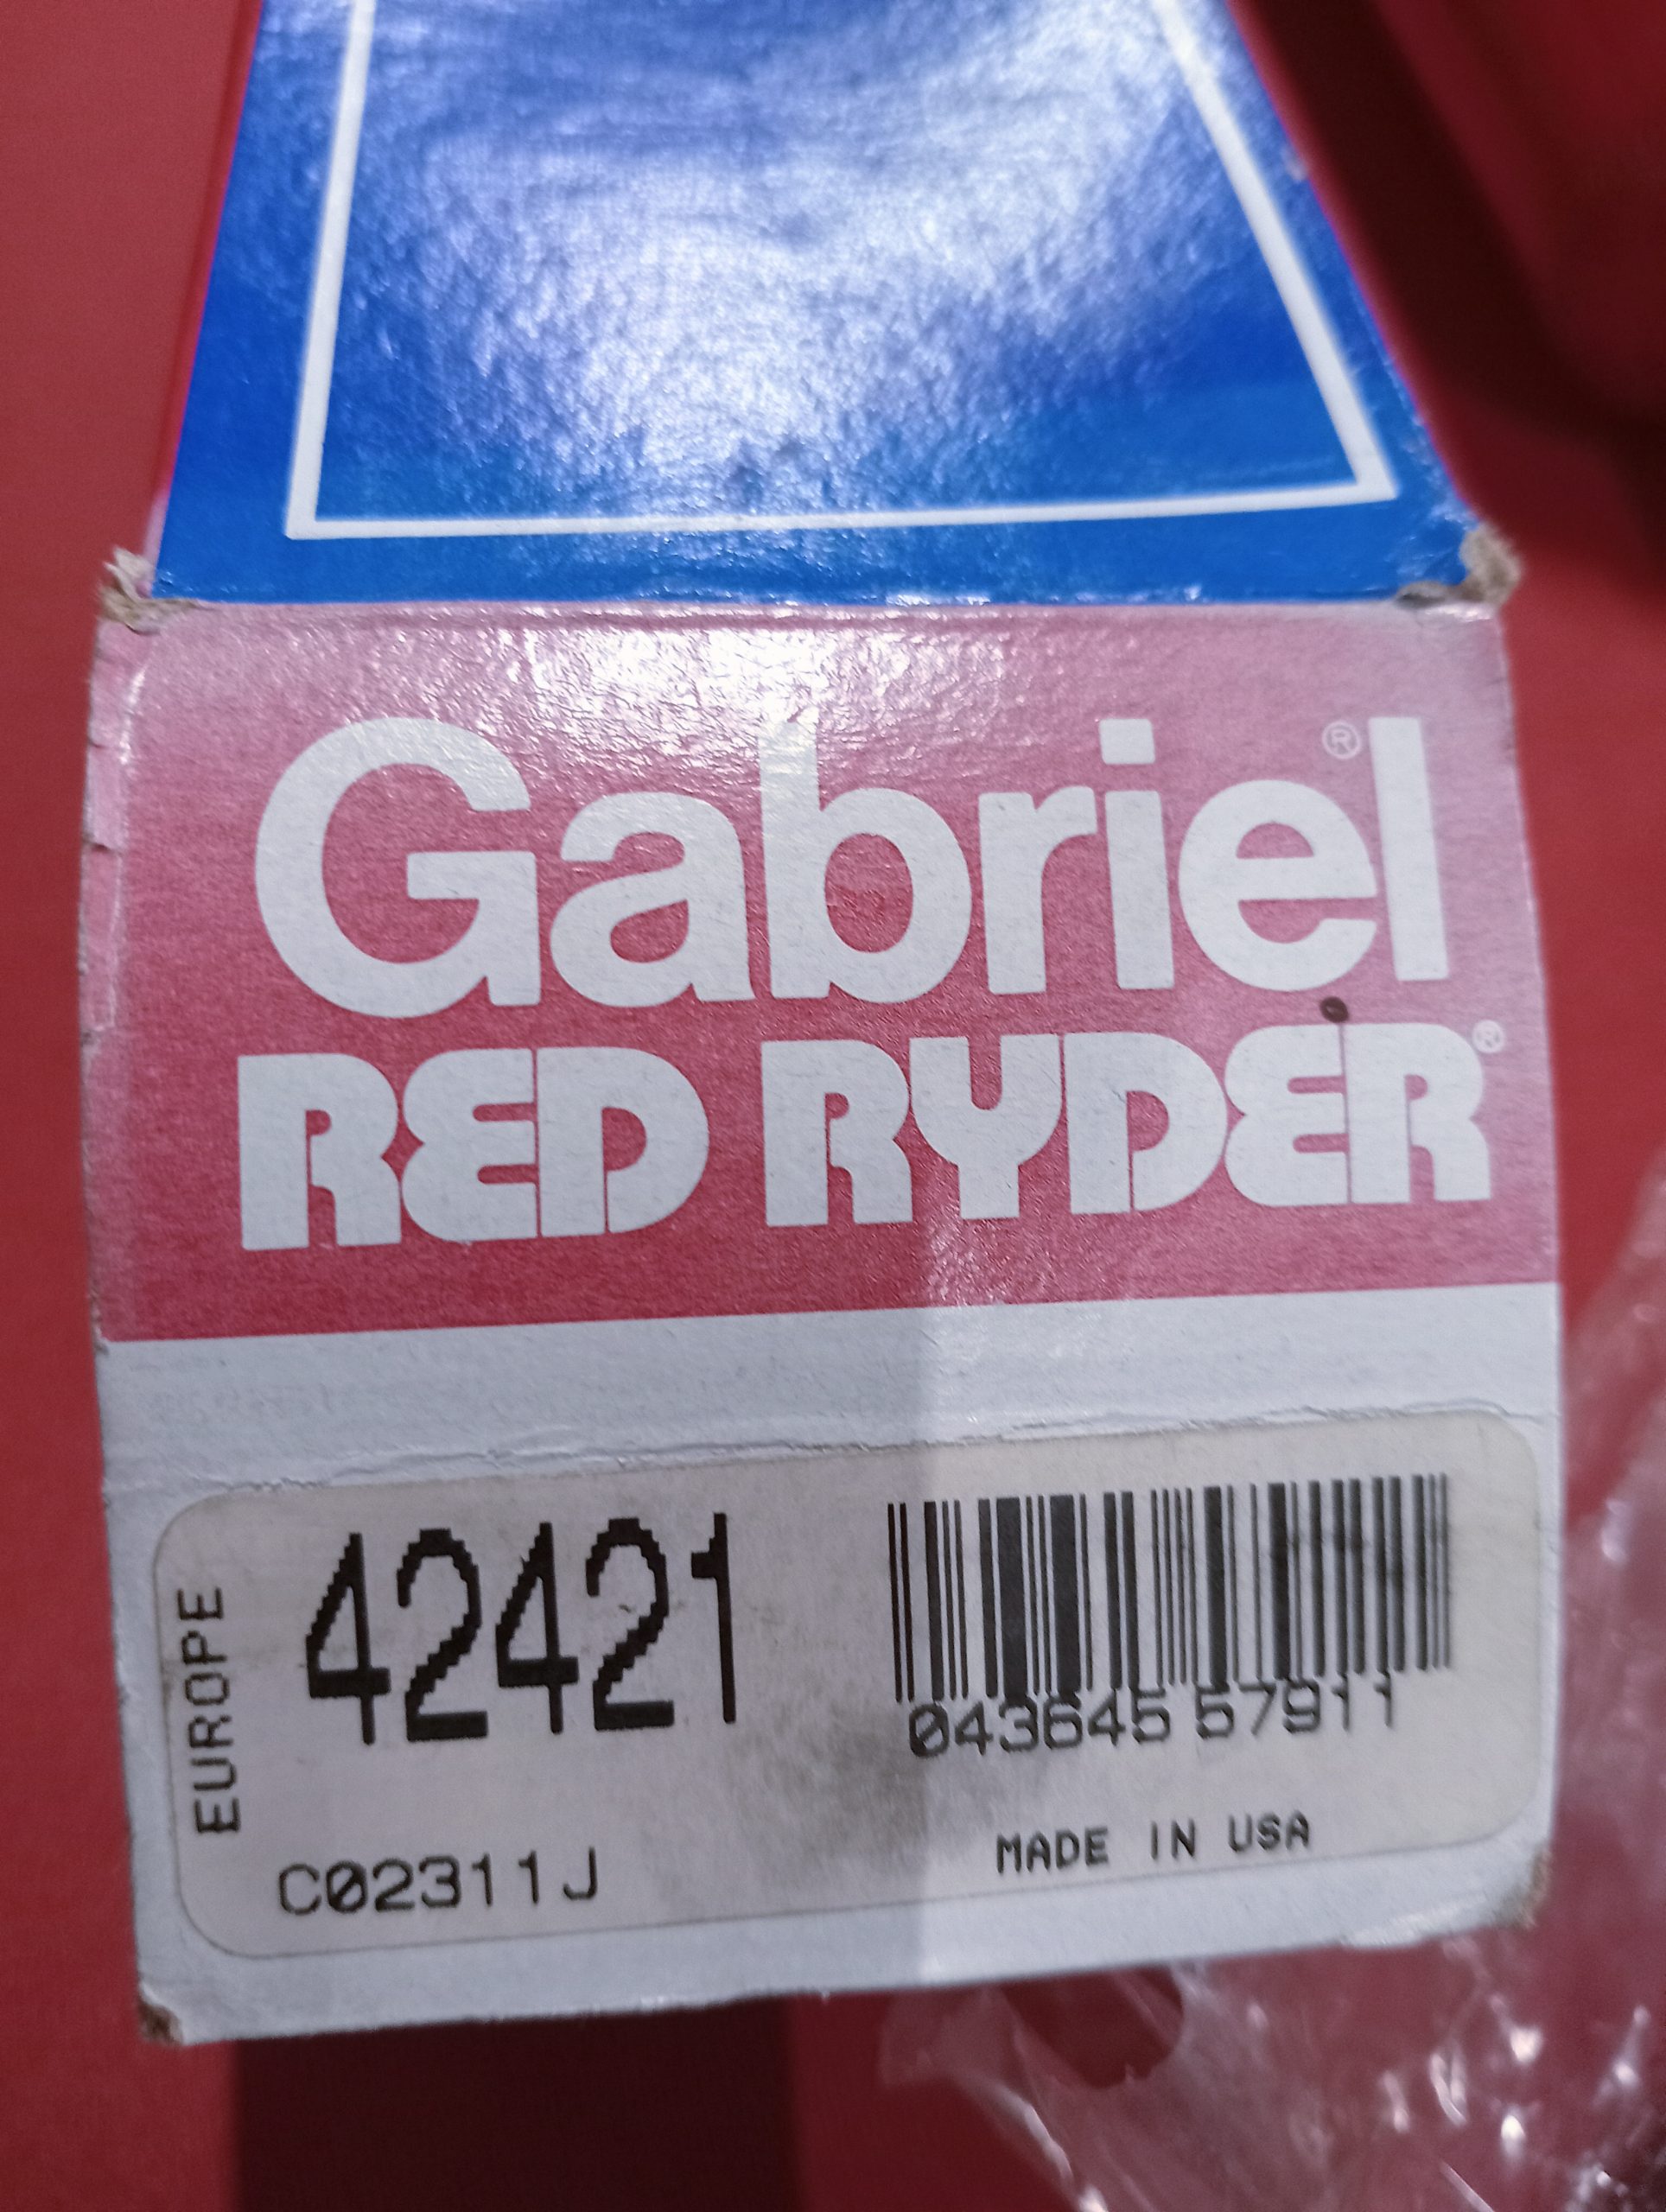 Gabriel®
RED RYDER®
EUROPE
42421
043645 57911
C02311J
MADE IN USA